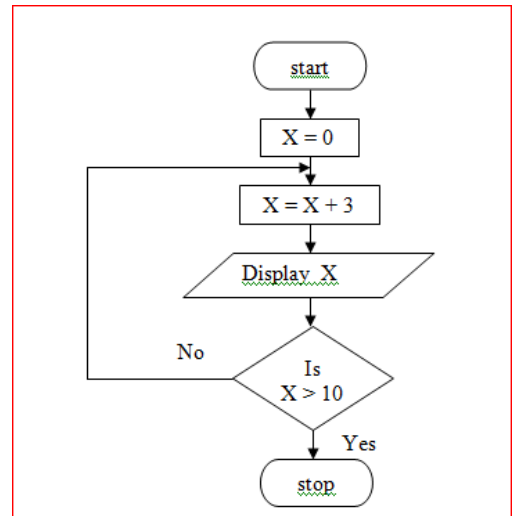 start
X = 0
X = X + 3
Display X
No
Is
X > 10
Yes
stop